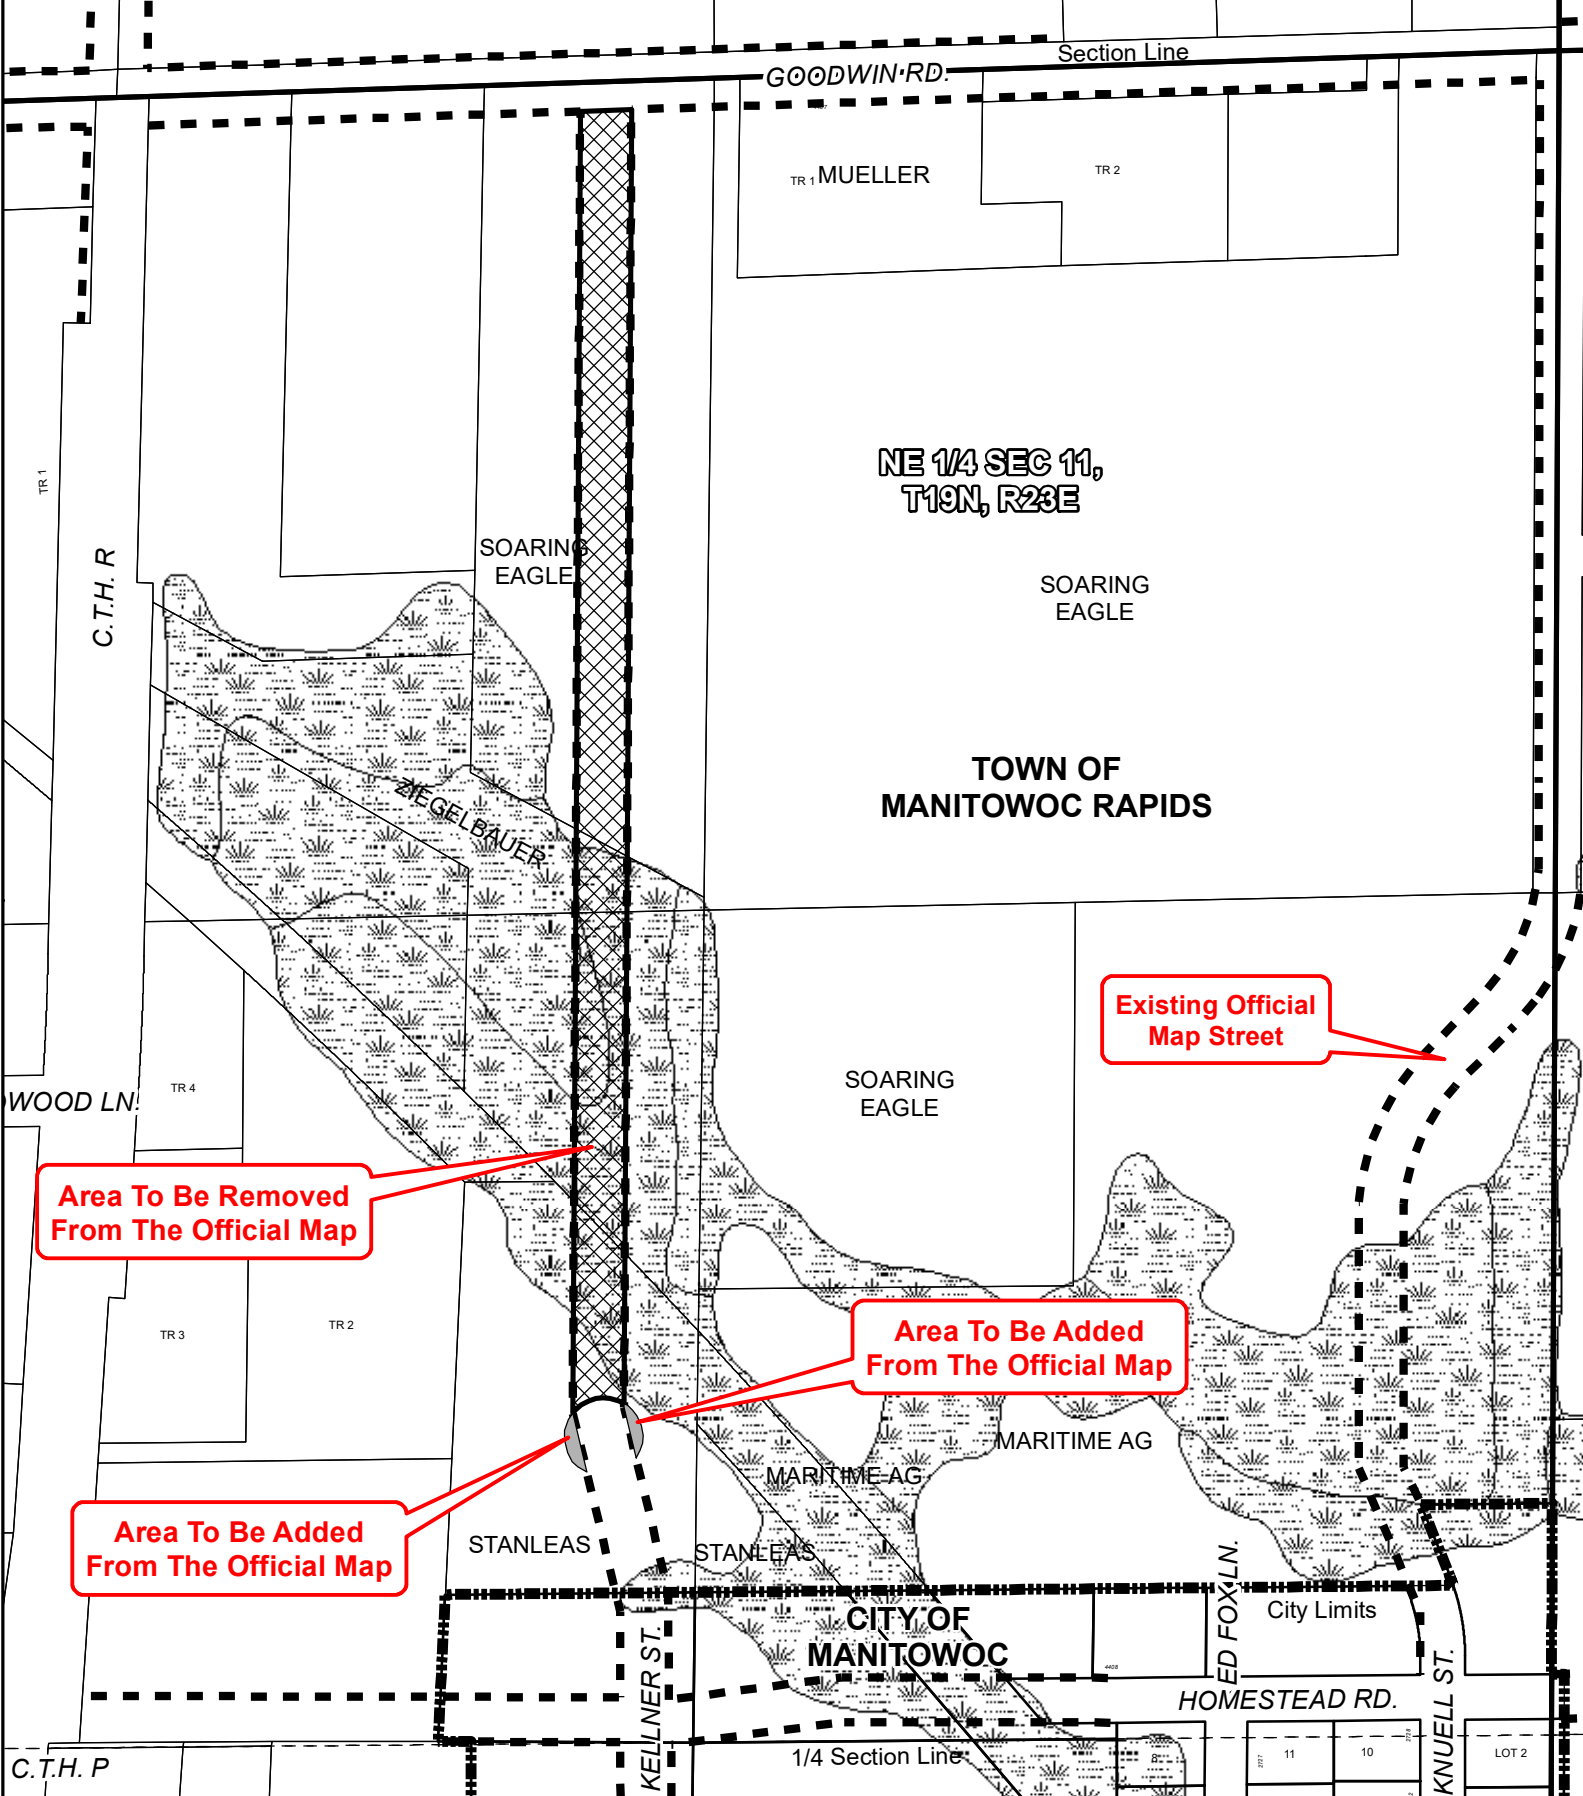 Section Line
GOODWIN RD.
TR 1 MUELLER
TR 2
TR 1
NE 1/4 SEC 11,
T19N, R23E
SOARING
EAGLE
C.T.H. R
SOARING
EAGLE
TOWN OF
MANITOWOC RAPIDS
ZIEGELBAUER
Existing Official
Map Street
SOARING
EAGLE
TR 4
WOOD LN.
Area To Be Removed
From The Official Map
TR 3
TR 2
Area To Be Added
From The Official Map
MARITIME AG
MARITIME AG
Area To Be Added
From The Official Map
STANLEAS
STANLEAS
CITY OF
MANITOWOC
City Limits
ED FOX LN.
4408
HOMESTEAD RD.
KELLNER ST.
KNUELL ST.
1/4 Section Line
C.T.H. P
8
2727
11
10
2728
LOT 2